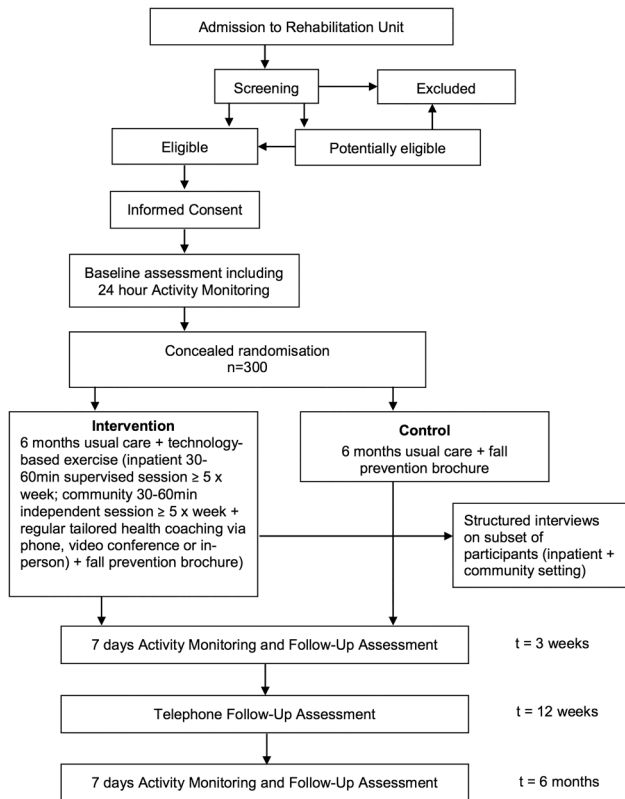 Admission to Rehabilitation Unit
Screening
Excluded
Eligible
Potentially eligible
Informed Consent
Baseline assessment including
24 hour Activity Monitoring
Concealed randomisation
n=300
Intervention
6 months usual care + technology-
based exercise (inpatient 30-
60min supervised session ≥ 5 x
week; community 30-60min
independent session ≥ 5 x week +
regular tailored health coaching via
phone, video conference or in-
person) + fall prevention brochure)
Control
6 months usual care + fall
prevention brochure
Structured interviews
on subset of
participants (inpatient +
community setting)
7 days Activity Monitoring and Follow-Up Assessment
t = 3 weeks
Telephone Follow-Up Assessment
t = 12 weeks
7 days Activity Monitoring and Follow-Up Assessment
t = 6 months